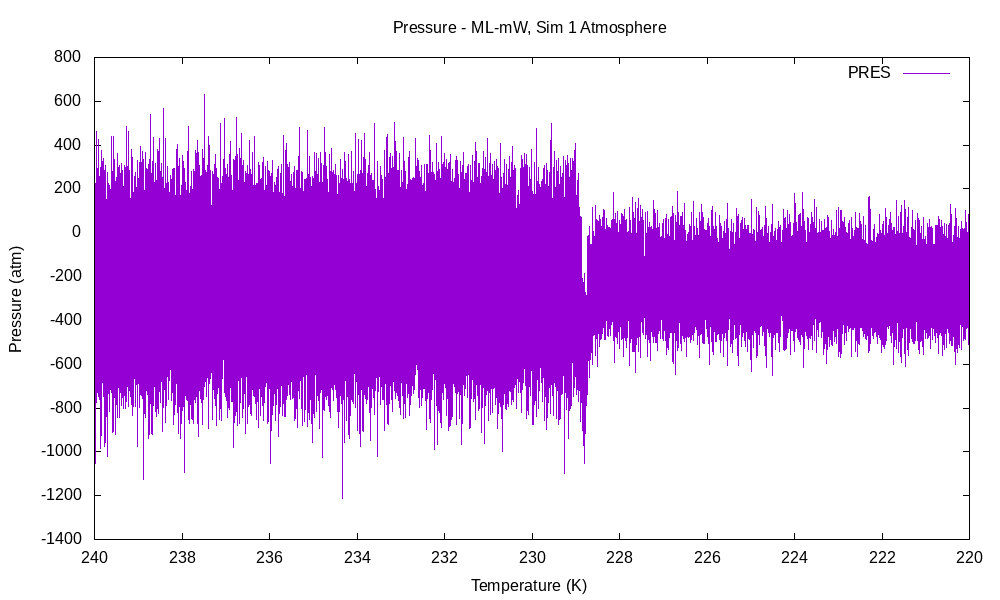 Pressure - ML-mW, Sim 1 Atmosphere
800
600
400
200
0
-200
-400
-600
-800
-1000
-1200
-1400
PRES
Pressure (atm)
240 238 236 234 232 230 228 226 224 222 220
Temperature (K)